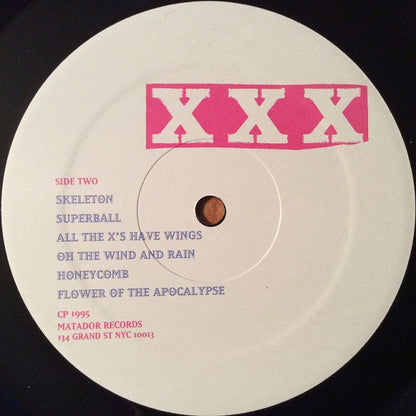 XXX
SIDE TWO
SKELETON
SUPERBALL
ALL THE X'S HAVE WINGS
OH THE WIND AND RAIN
HONEYCOMB
FLOWER OF THE APOCALYPSE
CP 1995
MATADOR RECORDS
134 GRAND ST NYC 10013